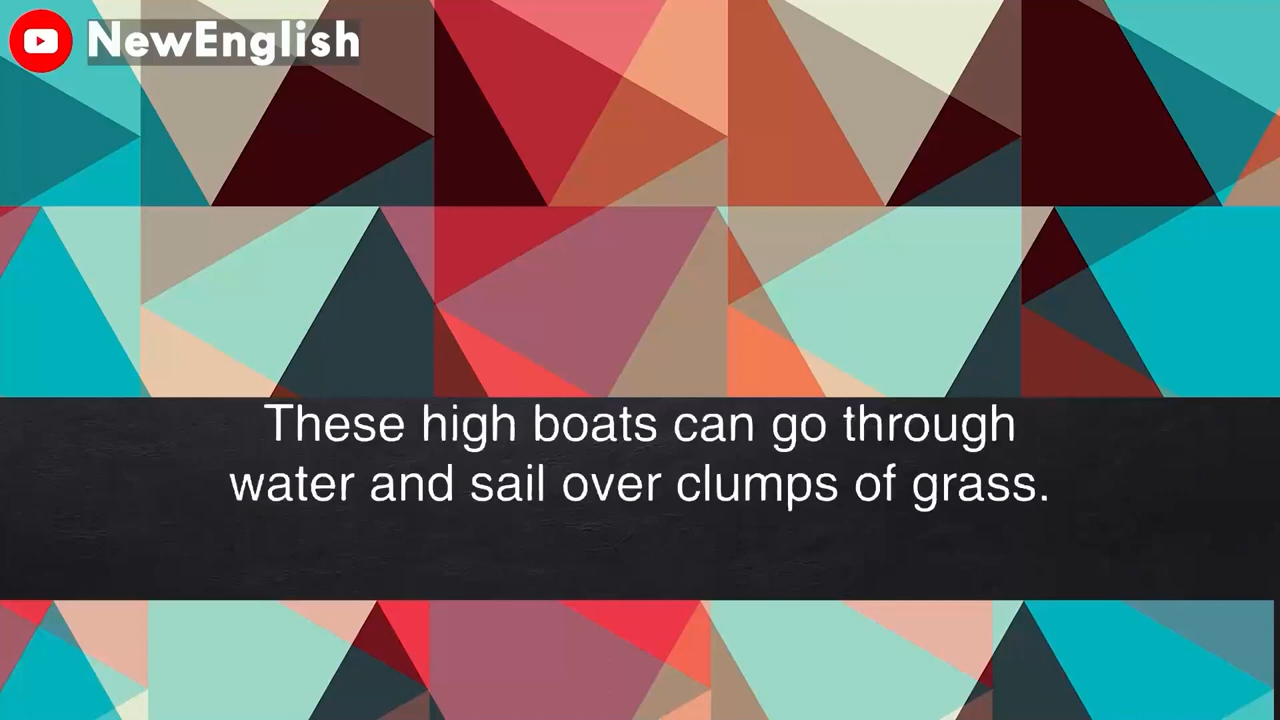 NewEnglish
These high boats can go through
water and sail over clumps of grass.